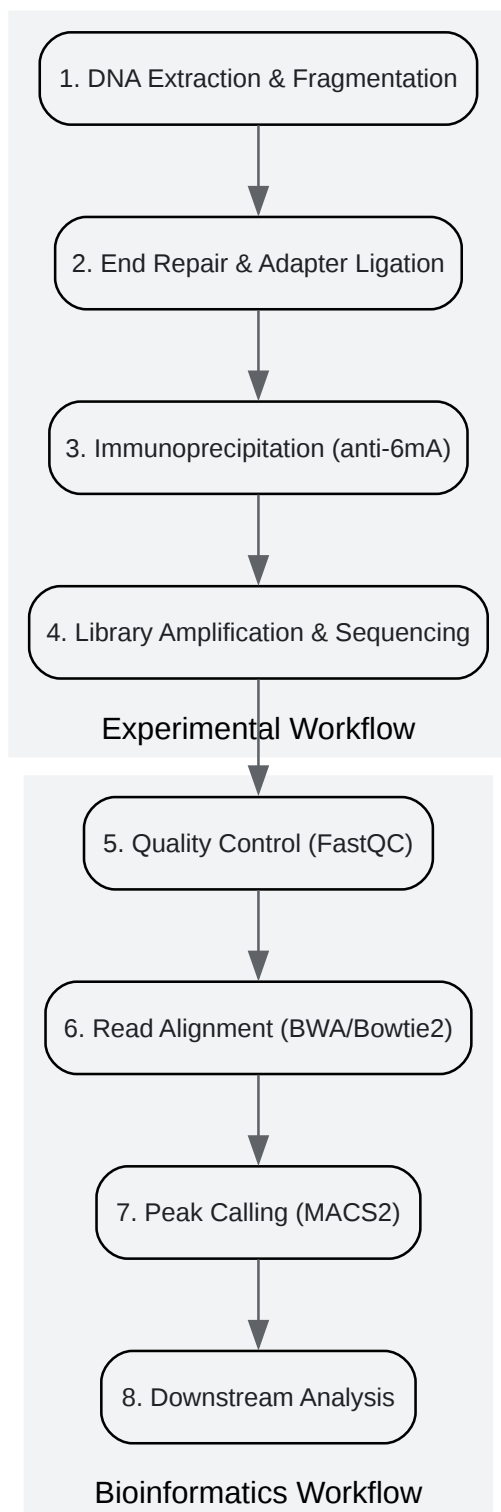 1. DNA Extraction & Fragmentation
2. End Repair & Adapter Ligation
3. Immunoprecipitation (anti-6mA)
4. Library Amplification & Sequencing
Experimental Workflow
5. Quality Control (FastQC)
6. Read Alignment (BWA/Bowtie2)
7. Peak Calling (MACS2)
8. Downstream Analysis
Bioinformatics Workflow